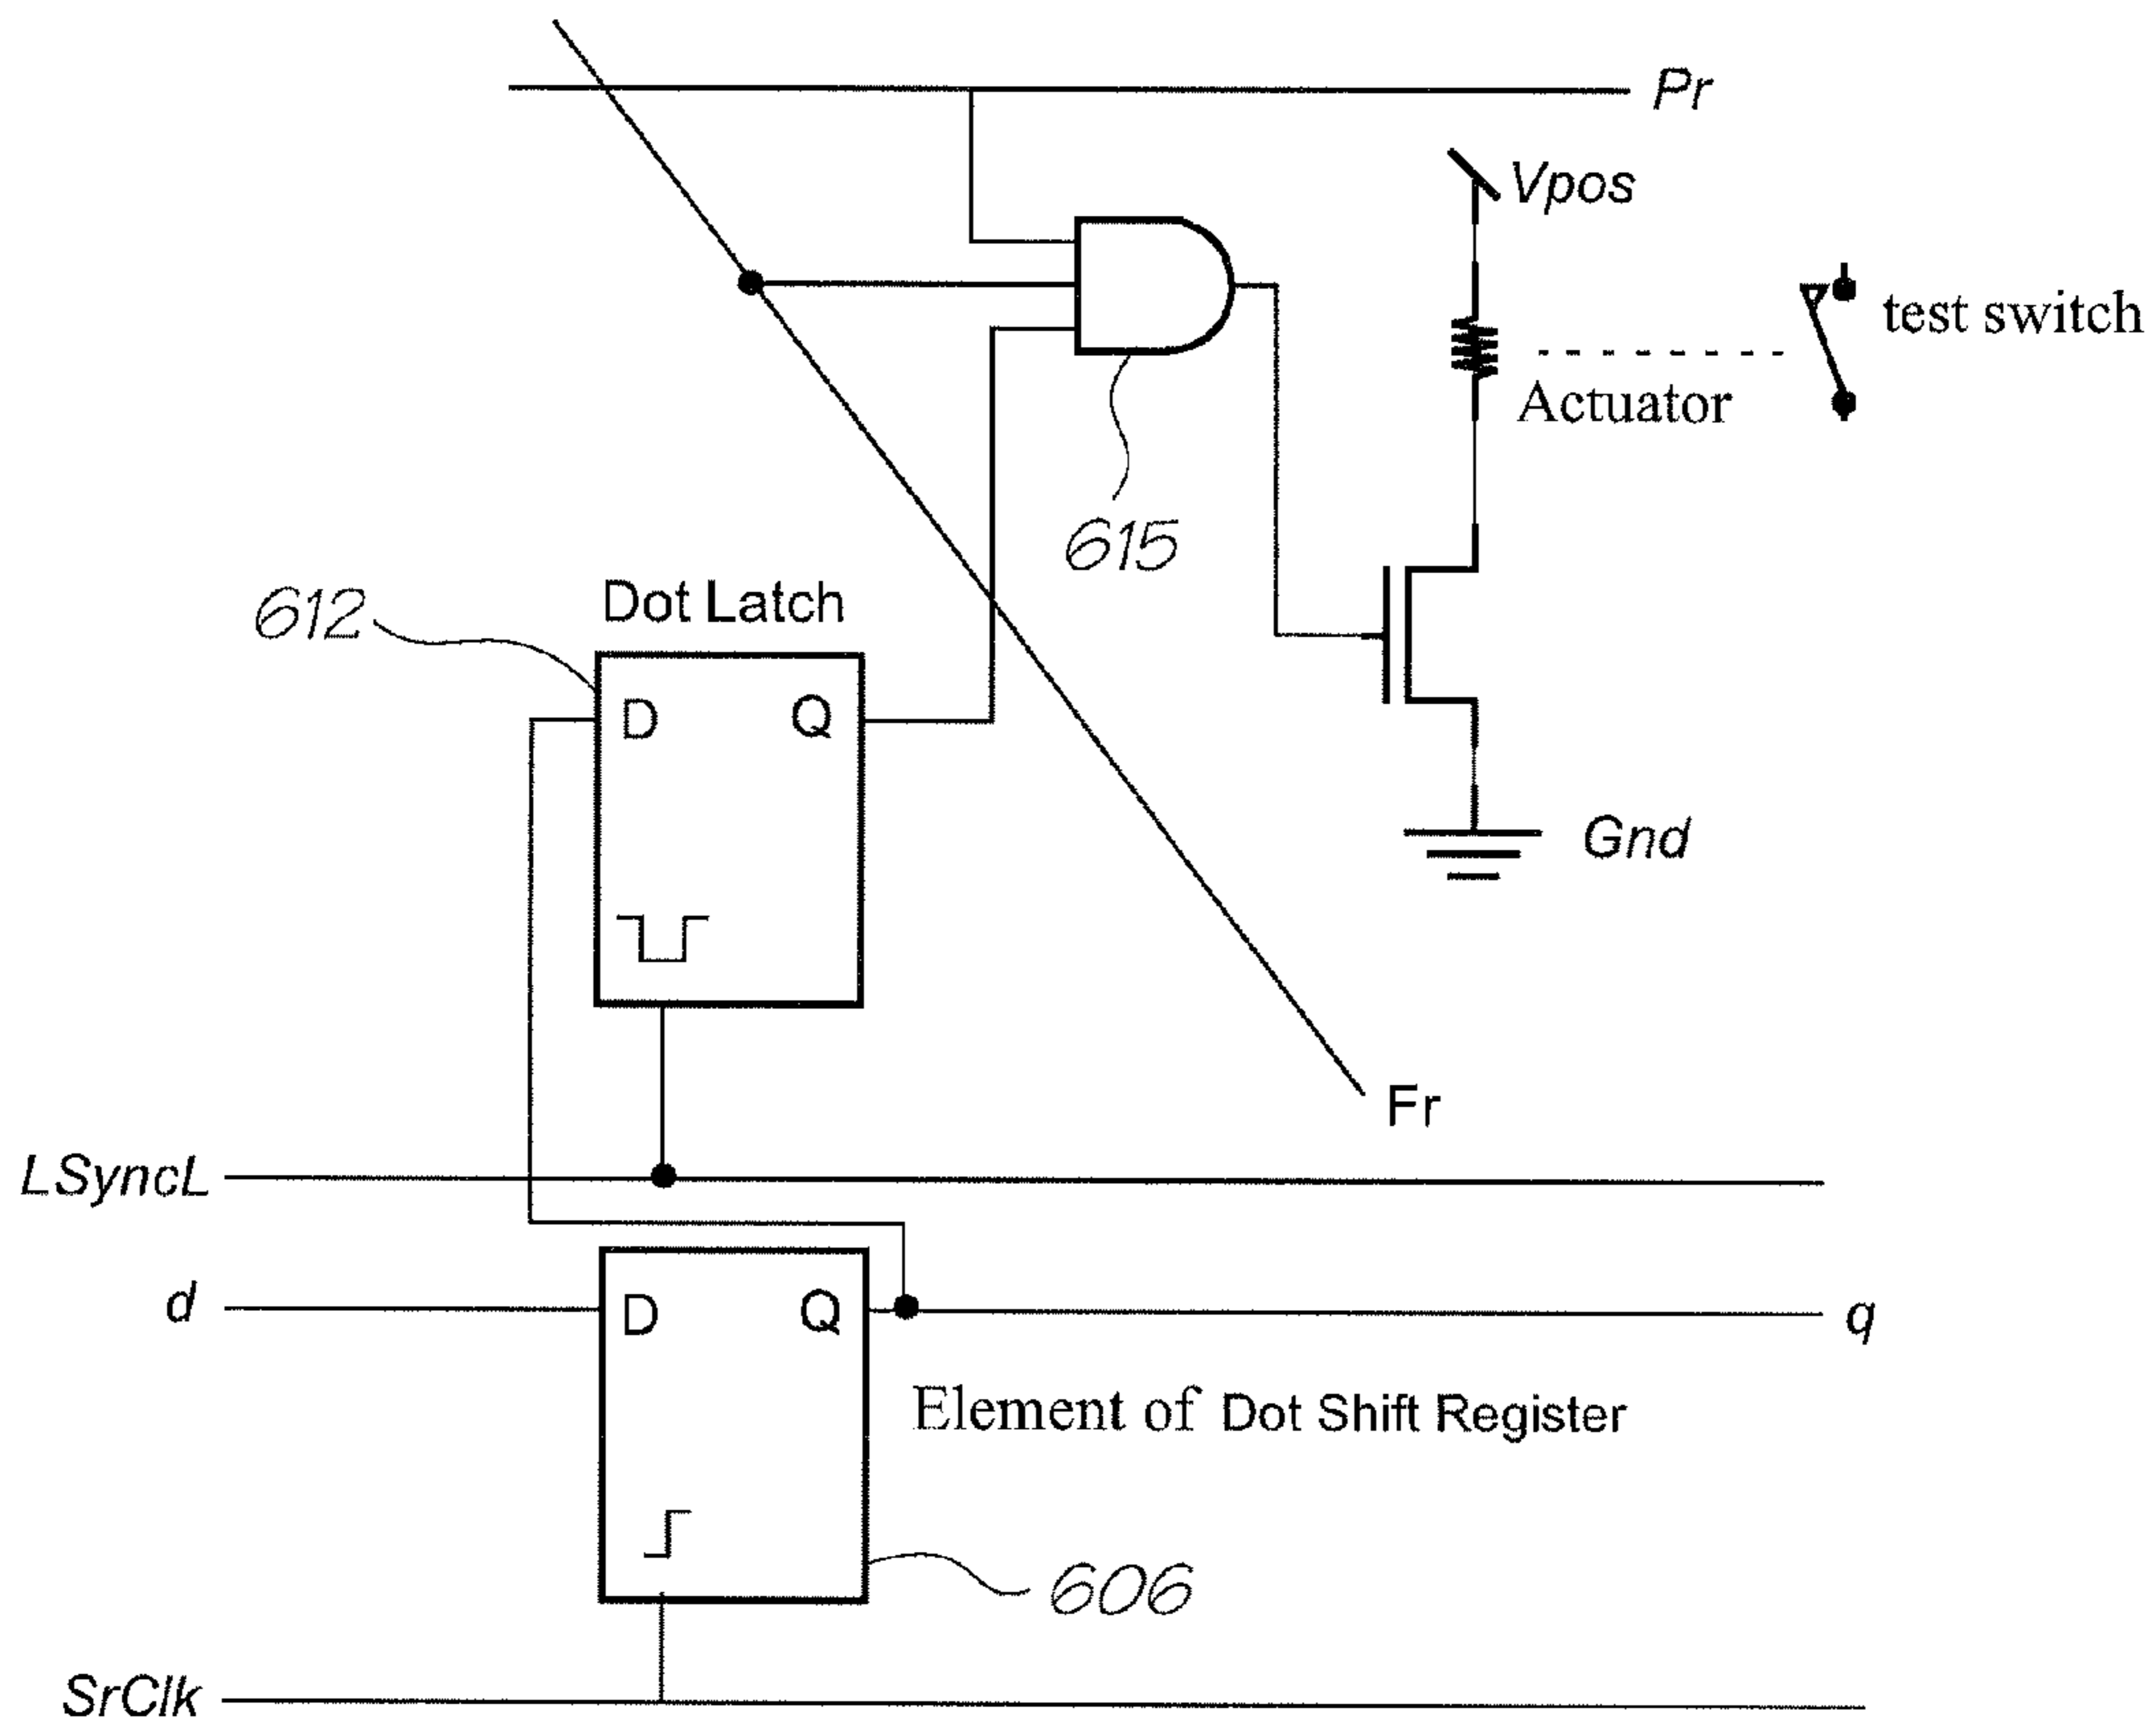 Pr
Vpos
test switch
Actuator
615
612
Dot Latch
D Q
Gnd
Fr
LSyncL
d
D Q
q
Element of Dot Shift Register
606
SrClk